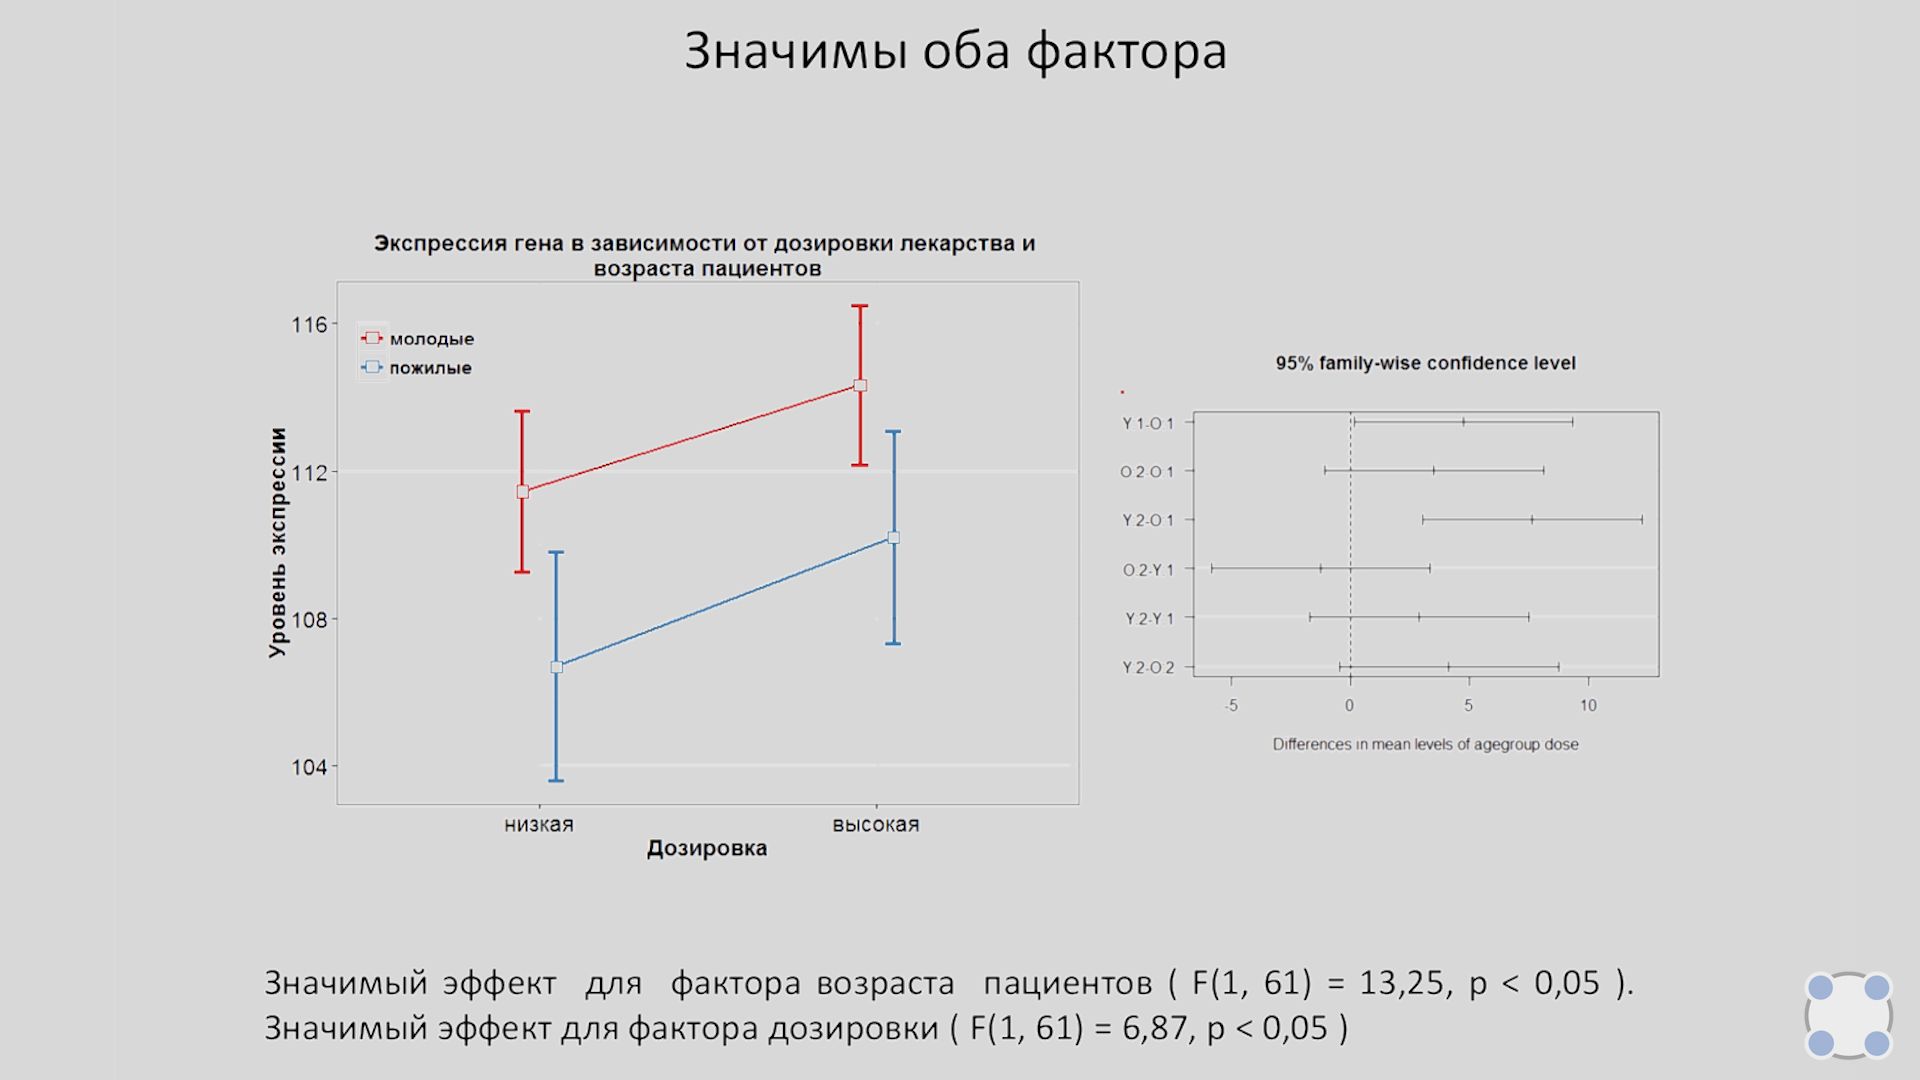 Значимы оба фактора
Экспрессия гена в зависимости от дозировки лекарства и
возраста пациентов
116
112
108
104
молодые
пожилые
Уровень экспрессии
низкая
высокая
Дозировка
95% family-wise confidence level
Y 1-O 1
O 2-O 1
Y 2-O 1
O 2-Y 1
Y 2-Y 1
Y 2-O 2
-5
0
5
10
Differences in mean levels of agegroup dose
Значимый эффект для фактора возраста пациентов ( F(1, 61) = 13,25, p < 0,05 ).
Значимый эффект для фактора дозировки ( F(1, 61) = 6,87, p < 0,05 )